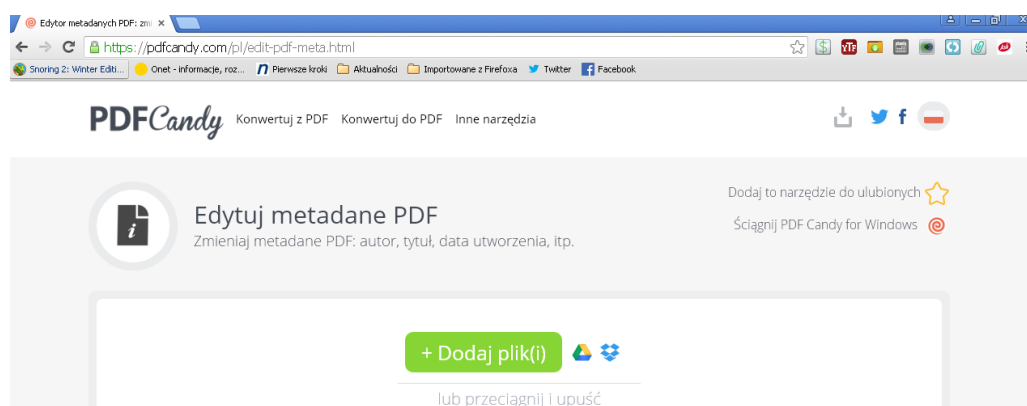 Edytor metadanych PDF: zmi
https://pdfcandy.com/pl/edit-pdf-meta.html
Snoring 2: Winter Editi... Onet - informacje, roz... Pierwsze kroki Aktualności Importowane z Firefoxa Twitter Facebook
PDFCandy Konwertuj z PDF Konwertuj do PDF Inne narzędzia
Dodaj to narzędzie do ulubionych
Edytuj metadane PDF
Ściągnij PDF Candy for Windows
Zmieniaj metadane PDF: autor, tytuł, data utworzenia, itp.
+ Dodaj plik(i)
lub przeciągnij i upuść